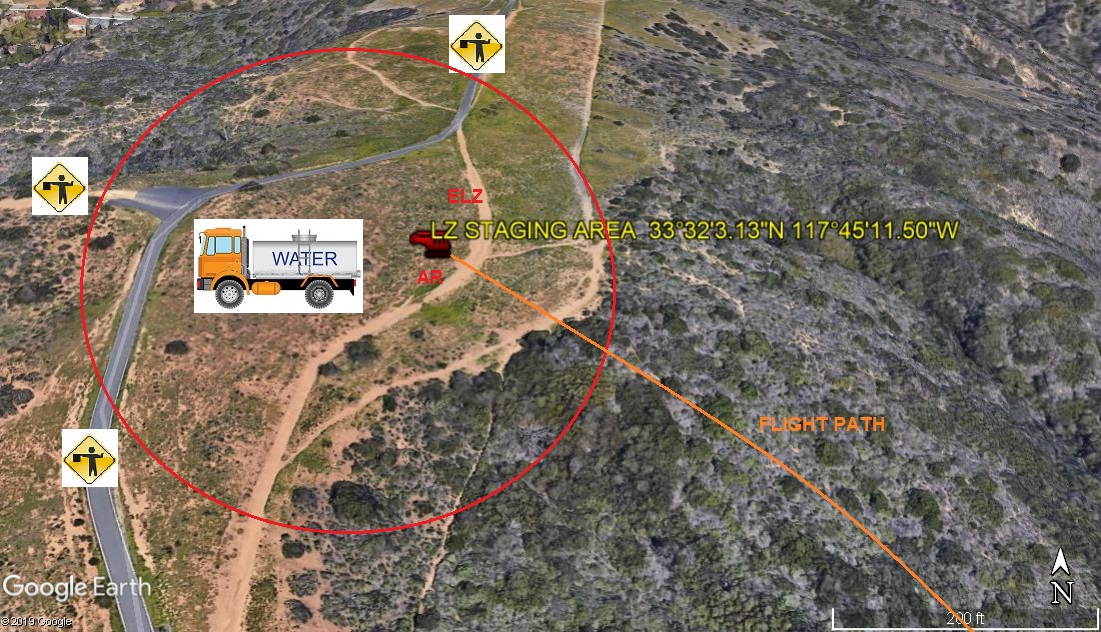 ELZ
LZ STAGING AREA 33°32'3.13"N 117°45'11.50"W
WATER
AR
FLIGHT PATH
Google Earth
N
©2019 Google
200 ft